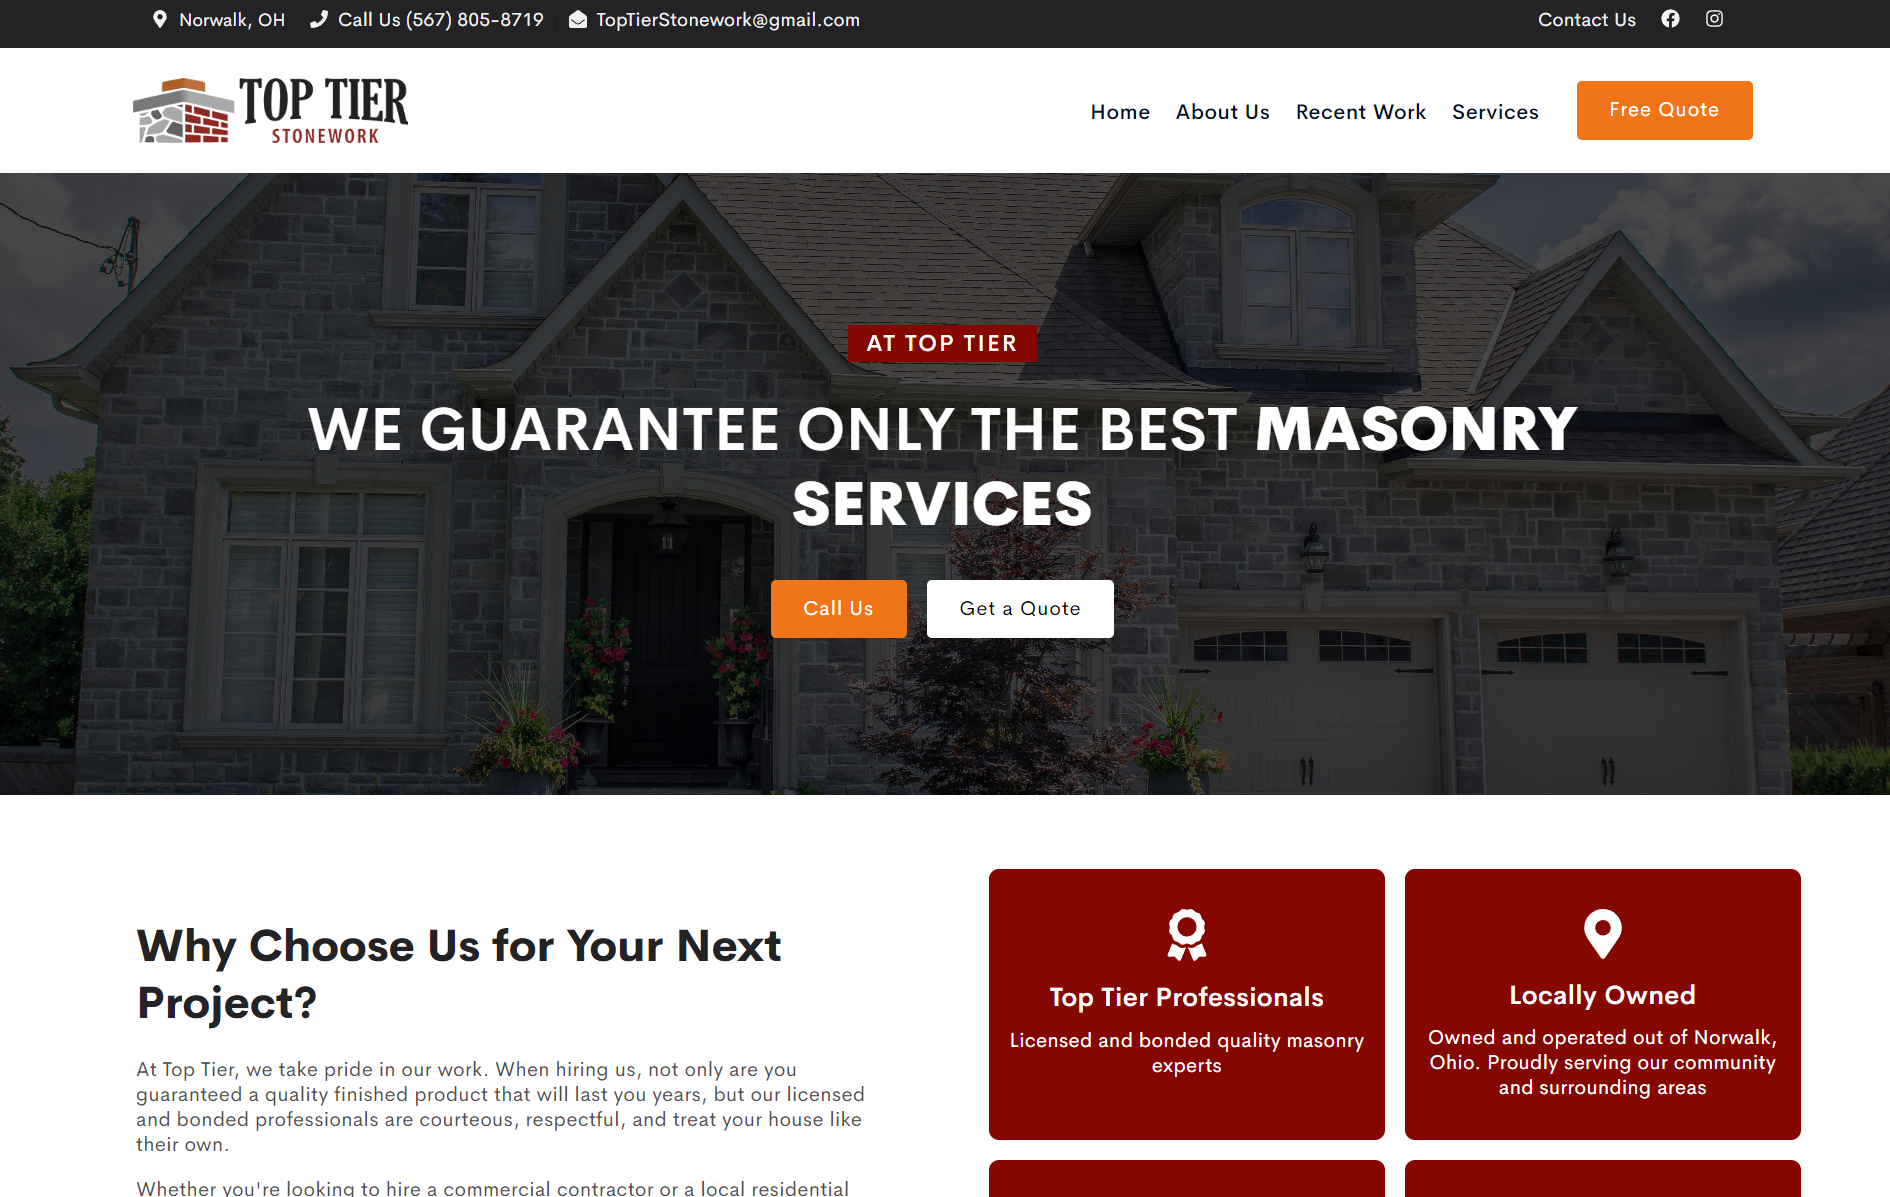 Norwalk, OH Call Us (567) 805-8719 TopTierStonework@gmail.com Contact Us
TOP TIER
STONEWORK
Home About Us Recent Work Services Free Quote
AT TOP TIER
WE GUARANTEE ONLY THE BEST MASONRY
SERVICES
Call Us Get a Quote
Why Choose Us for Your Next
Project?
At Top Tier, we take pride in our work. When hiring us, not only are you
guaranteed a quality finished product that will last you years, but our licensed
and bonded professionals are courteous, respectful, and treat your house like
their own.
Whether you're looking to hire a commercial contractor or a local residential
Top Tier Professionals
Licensed and bonded quality masonry
experts
Locally Owned
Owned and operated out of Norwalk,
Ohio. Proudly serving our community
and surrounding areas